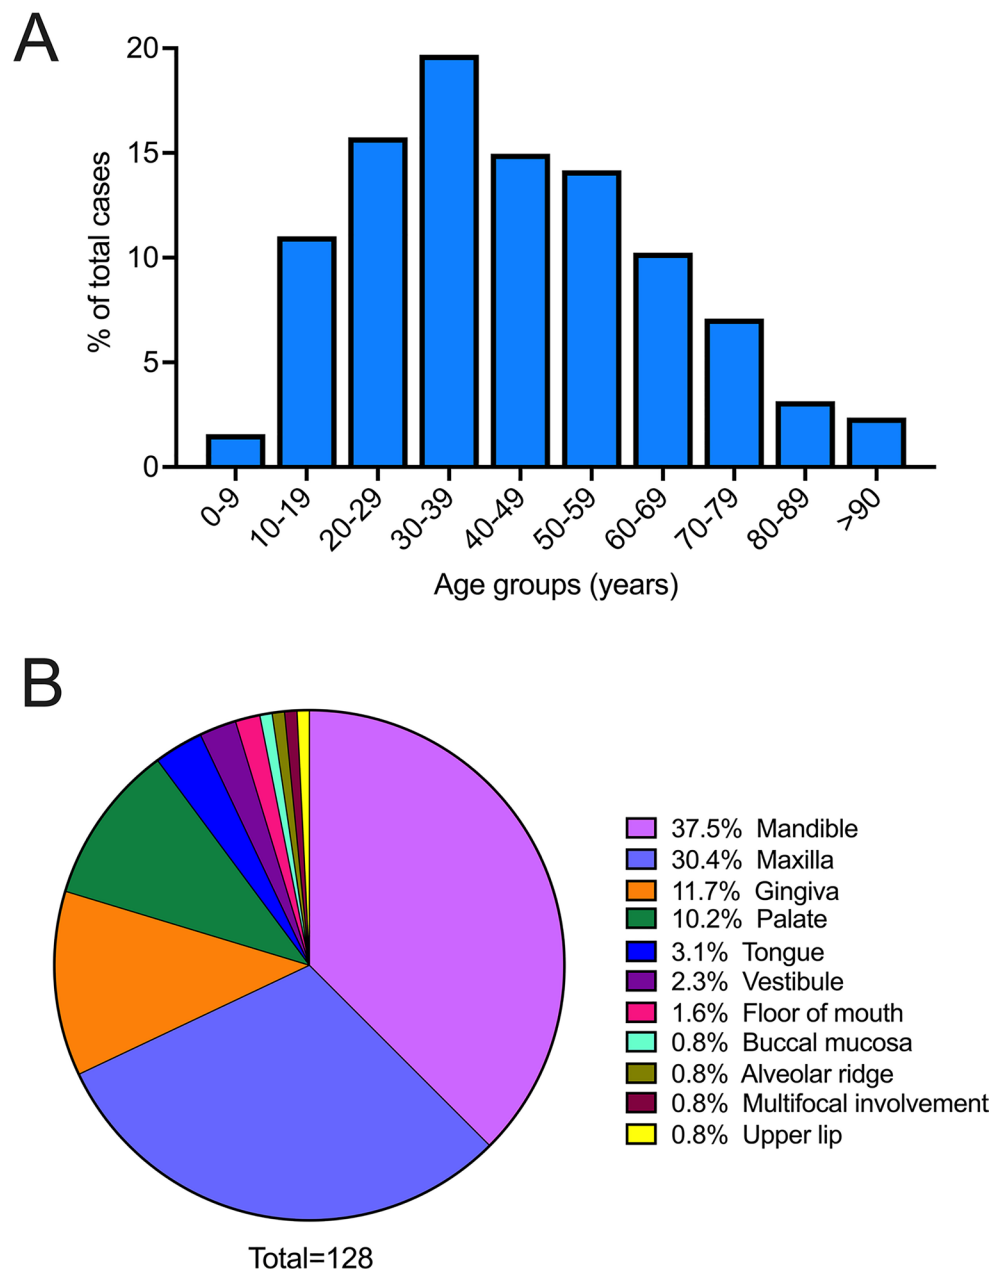 A
% of total cases
20
15
10
5
0
0-9
10-19
20-29
30-39
40-49
50-59
60-69
70-79
80-89
>90
Age groups (years)
B
37.5% Mandible
30.4% Maxilla
11.7% Gingiva
10.2% Palate
3.1% Tongue
2.3% Vestibule
1.6% Floor of mouth
0.8% Buccal mucosa
0.8% Alveolar ridge
0.8% Multifocal involvement
0.8% Upper lip
Total=128